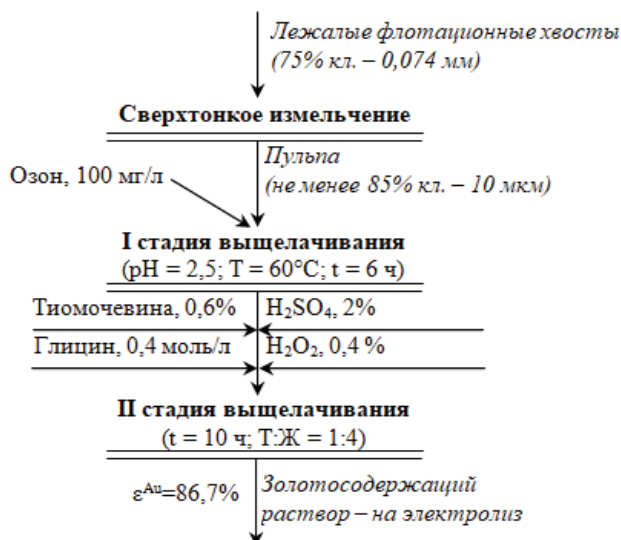 Лежалые флотационные хвосты
(75% кл. – 0,074 мм)
Сверхтонкое измельчение
Пульпа
Озон, 100 мг/л
(не менее 85% кл. – 10 мкм)
I стадия выщелачивания
(pH = 2,5; T = 60°C; t = 6 ч)
Тиомочевина, 0,6%
H₂SO₄, 2%
Глицин, 0,4 моль/л
H₂O₂, 0,4 %
II стадия выщелачивания
(t = 10 ч; Т:Ж = 1:4)
εᴬᵘ=86,7%
Золотосодержащий
раствор – на электролиз